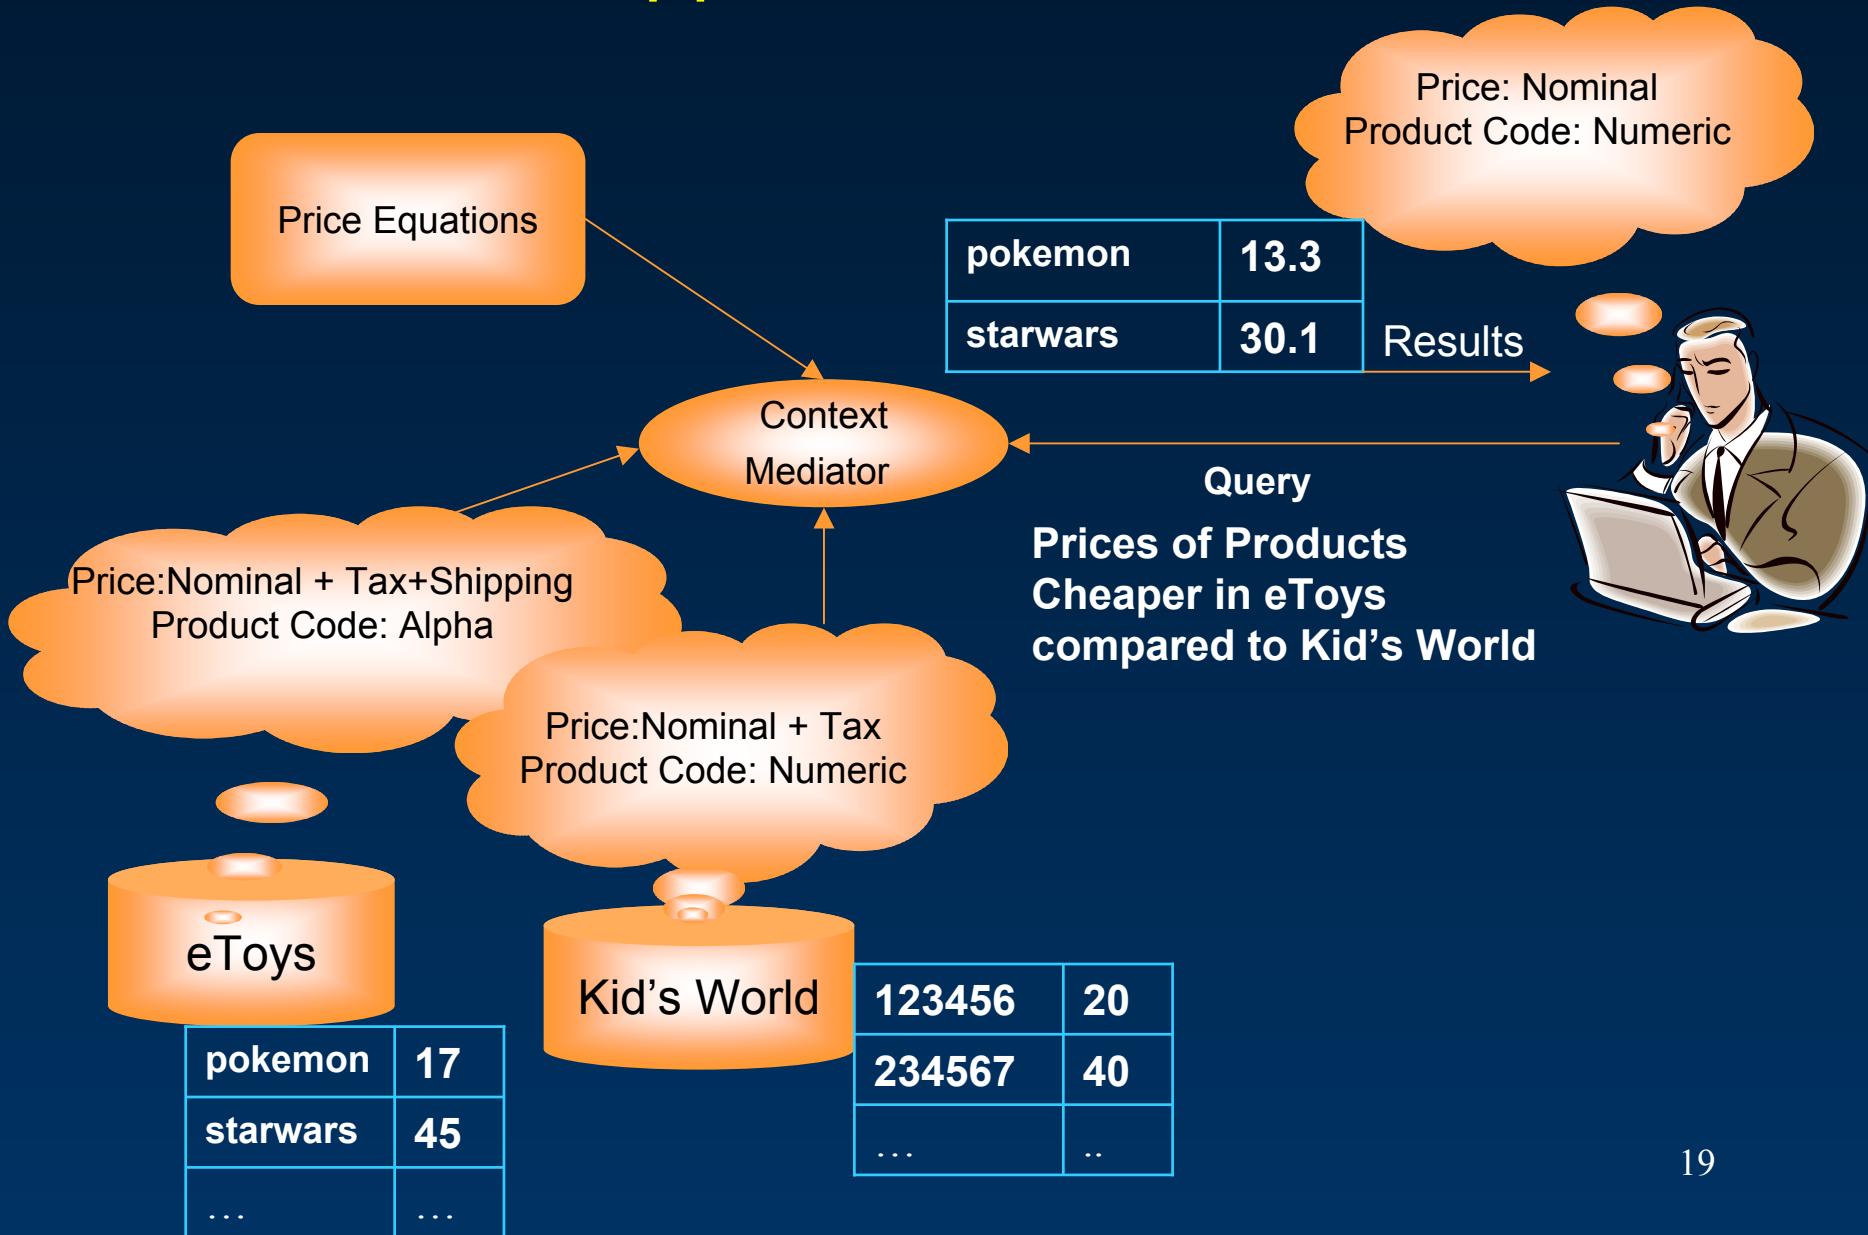 Price: Nominal
Product Code: Numeric
Price Equations
pokemon 13.3
starwars 30.1
Results
Context
Mediator
Query
Prices of Products
Cheaper in eToys
compared to Kid’s World
Price:Nominal + Tax+Shipping
Product Code: Alpha
Price:Nominal + Tax
Product Code: Numeric
eToys
Kid’s World
123456 20
234567 40
... ..
pokemon 17
starwars 45
... ...
19